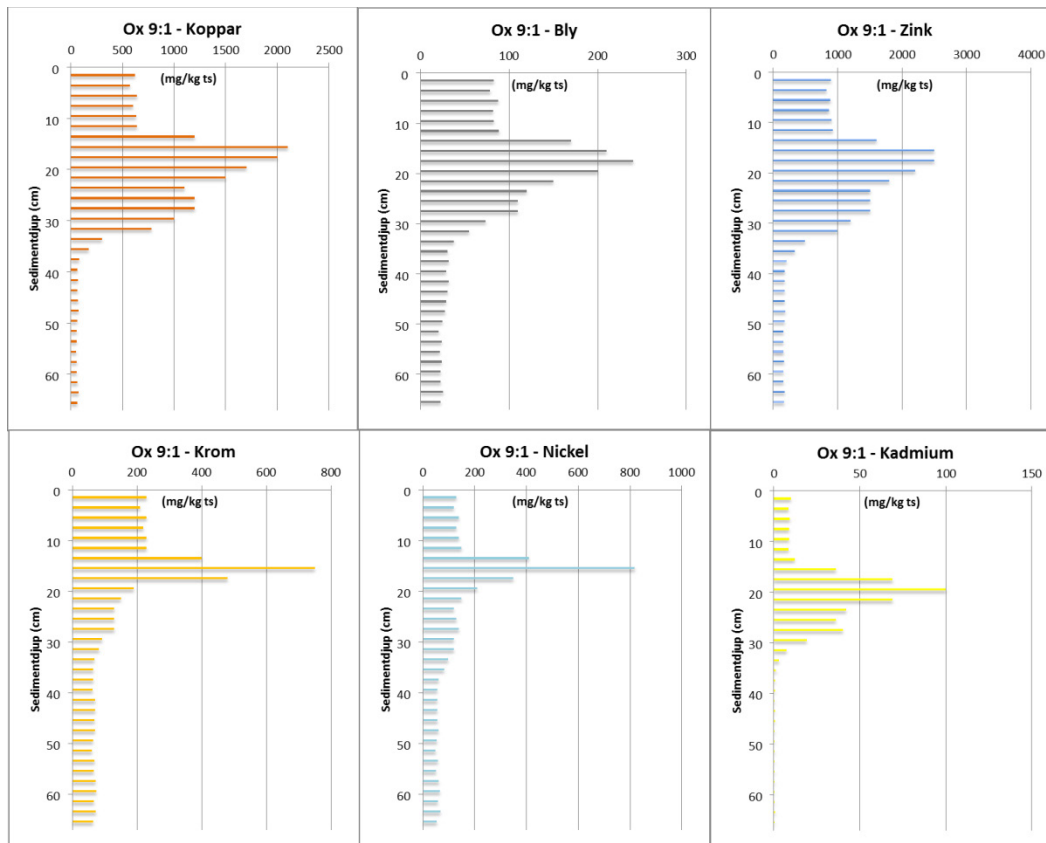 Ox 9:1 - Koppar
0 500 1000 1500 2000 2500
(mg/kg ts)
Sedimentdjup (cm)
0
10
20
30
40
50
60
Ox 9:1 - Bly
0 100 200 300
(mg/kg ts)
Sedimentdjup (cm)
0
10
20
30
40
50
60
Ox 9:1 - Zink
0 1000 2000 3000 4000
(mg/kg ts)
Sedimentdjup (cm)
0
10
20
30
40
50
60
Ox 9:1 - Krom
0 200 400 600 800
(mg/kg ts)
Sedimentdjup (cm)
0
10
20
30
40
50
60
Ox 9:1 - Nickel
0 200 400 600 800 1000
(mg/kg ts)
Sedimentdjup (cm)
0
10
20
30
40
50
60
Ox 9:1 - Kadmium
0 50 100 150
(mg/kg ts)
Sedimentdjup (cm)
0
10
20
30
40
50
60